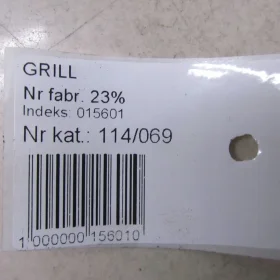 GRILL
Nr fabr. 23%
Indeks: 015601
Nr kat.: 114/069
1 000000 156010